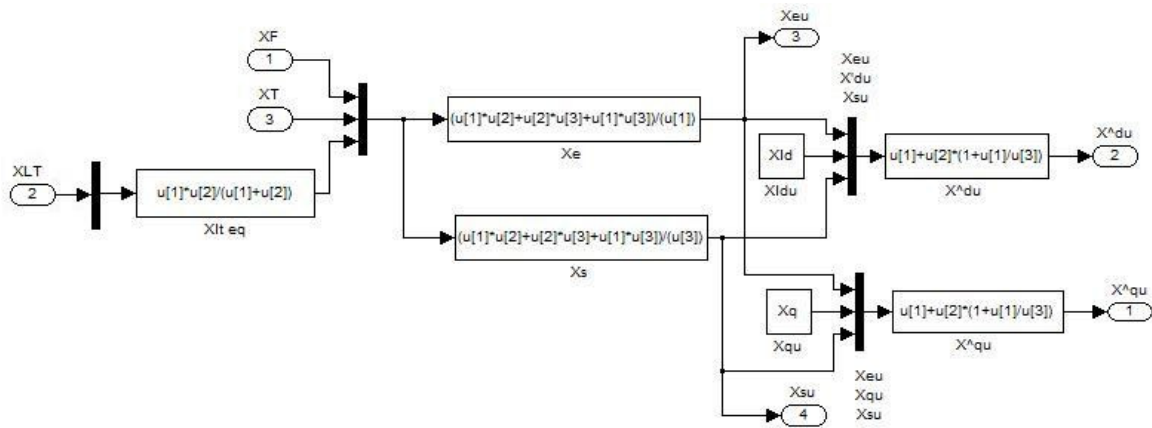 XF
1
XT
3
XLT
2
u[1]*u[2]/(u[1]+u[2])
Xlt eq
(u[1]*u[2]+u[2]*u[3]+u[1]*u[3])/(u[1])
Xe
(u[1]*u[2]+u[2]*u[3]+u[1]*u[3])/(u[3])
Xs
Xeu
3
Xeu
X'du
Xsu
Xld
Xldu
u[1]+u[2]*(1+u[1]/u[3])
X^du
X^du
2
Xq
Xqu
u[1]+u[2]*(1+u[1]/u[3])
X^qu
X^qu
1
Xeu
Xqu
Xsu
Xsu
4